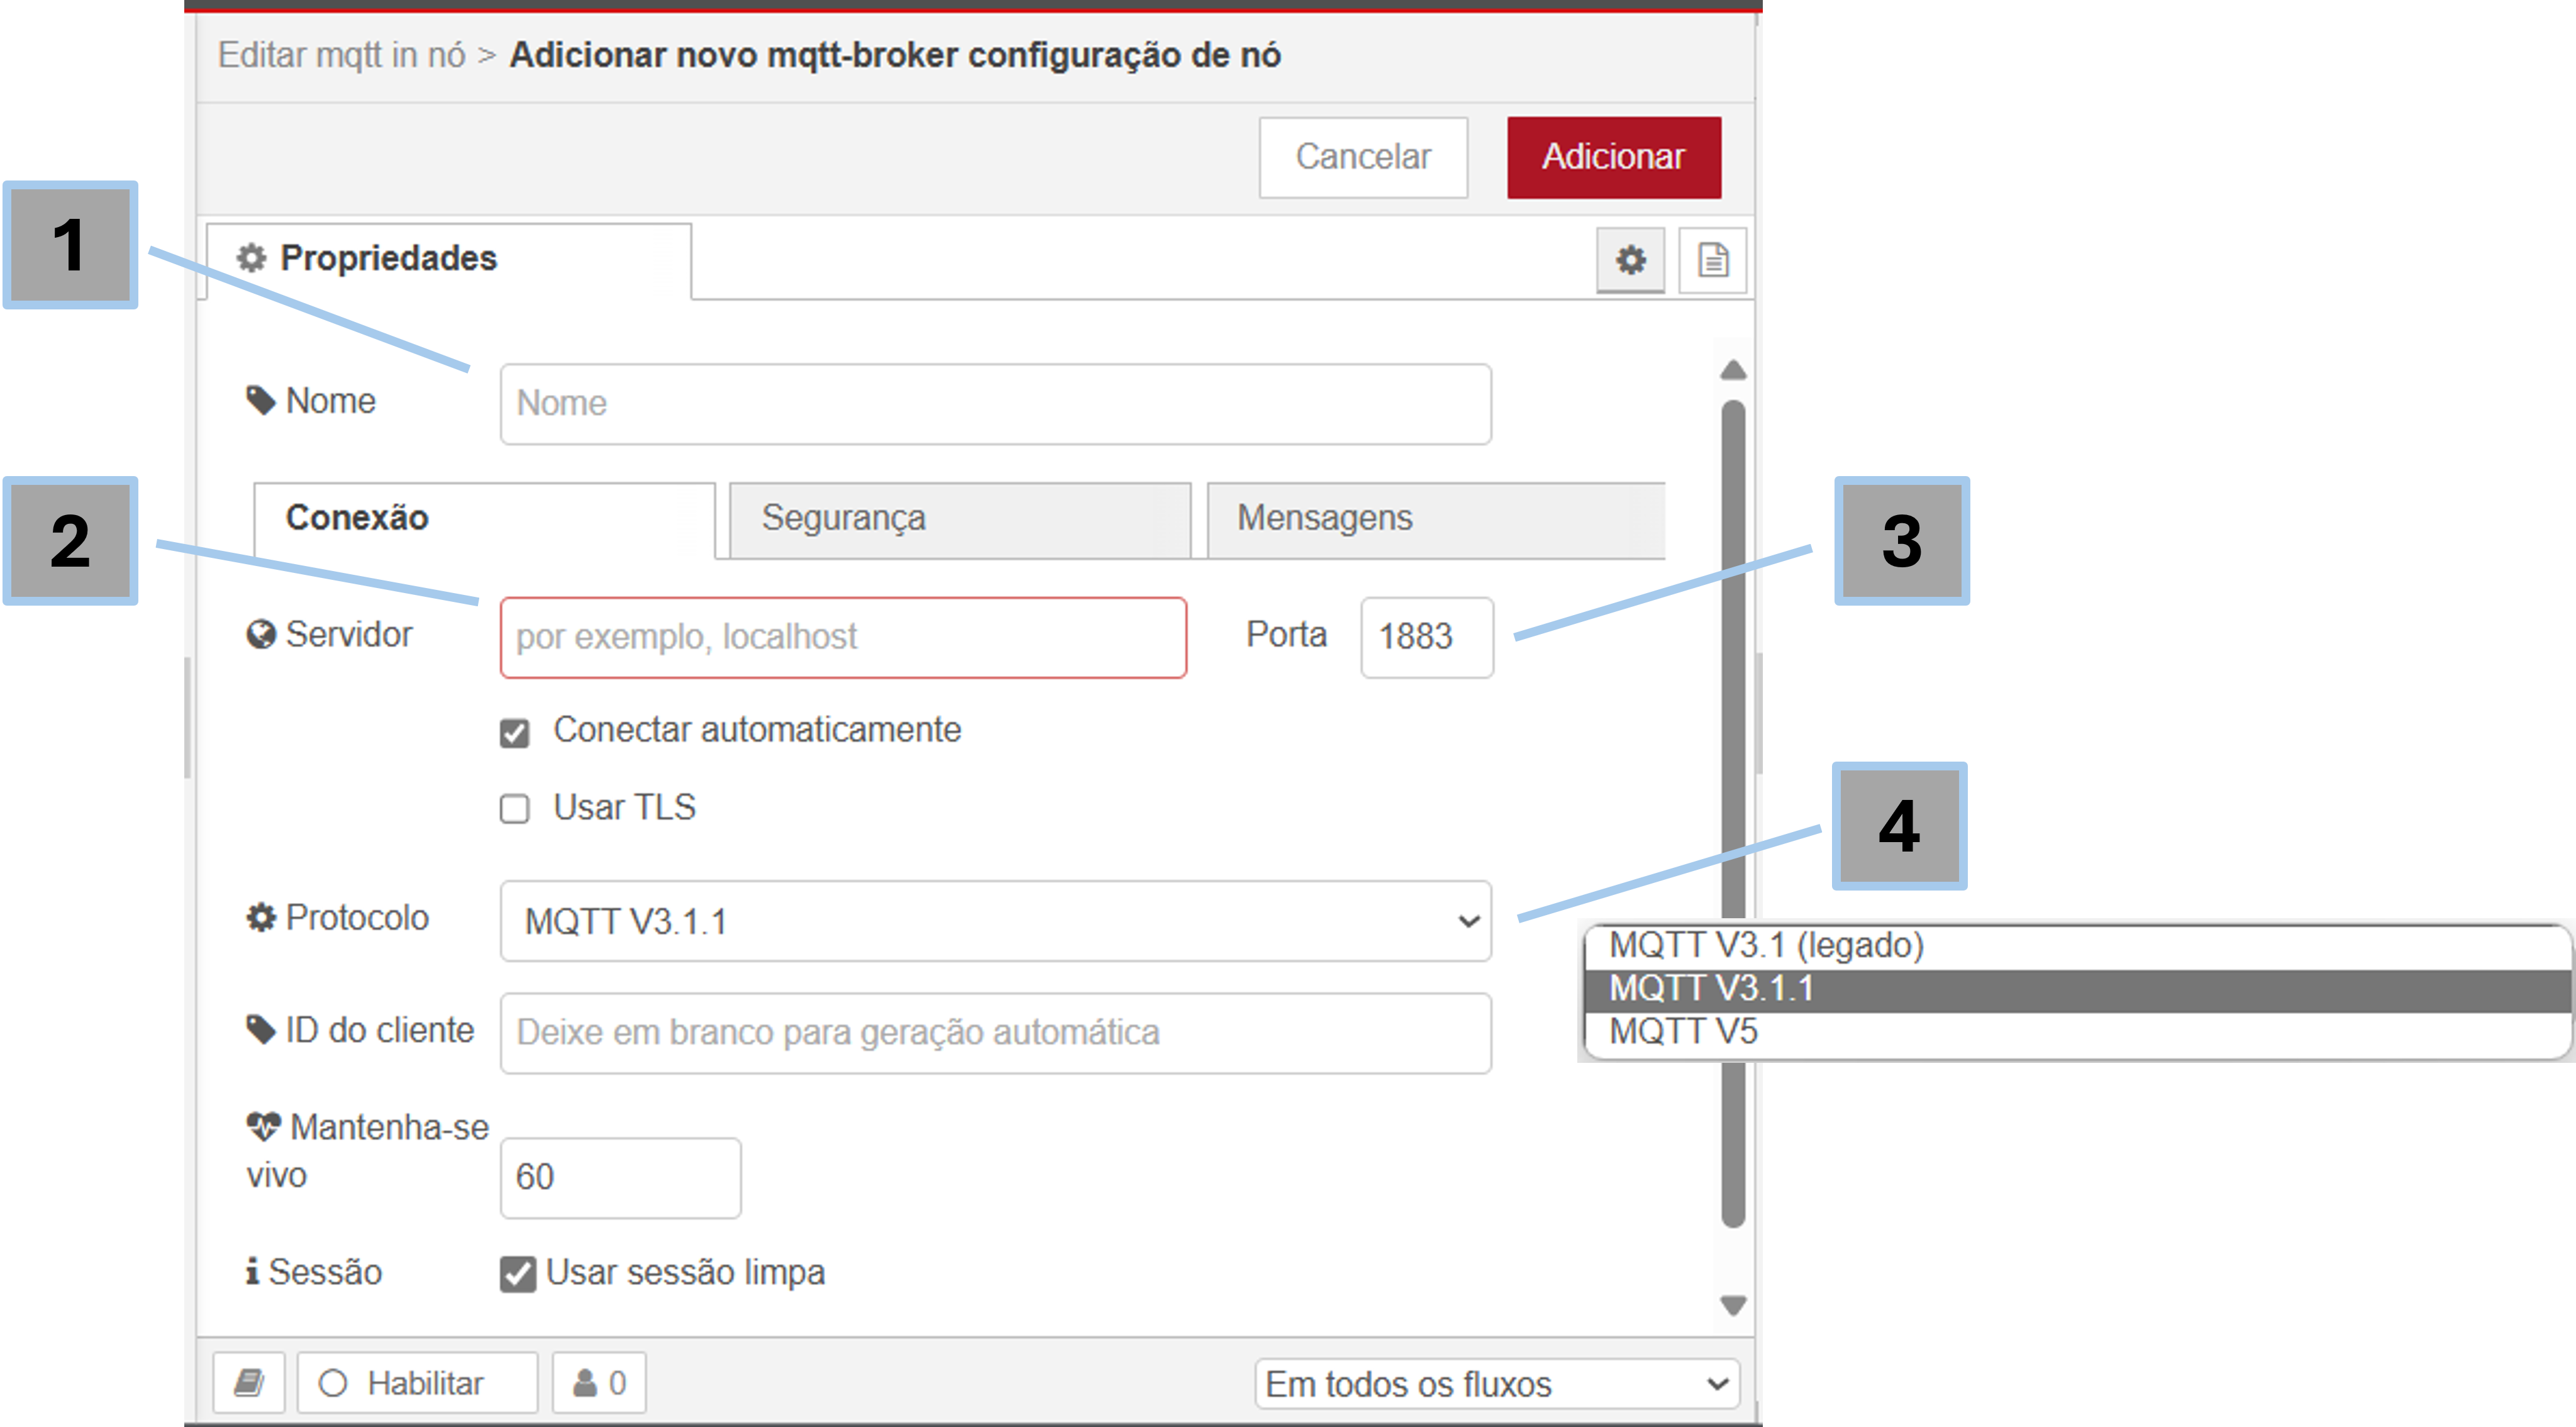 Editar mqtt in nó > Adicionar novo mqtt-broker configuração de nó
Cancelar
Adicionar
1
Propriedades
Nome
Nome
2
Conexão
Segurança
Mensagens
3
Servidor
por exemplo, localhost
Porta
1883
Conectar automaticamente
Usar TLS
4
Protocolo
MQTT V3.1.1
MQTT V3.1 (legado)
MQTT V3.1.1
MQTT V5
ID do cliente
Deixe em branco para geração automática
Mantenha-se
vivo
60
Sessão
Usar sessão limpa
Habilitar
0
Em todos os fluxos